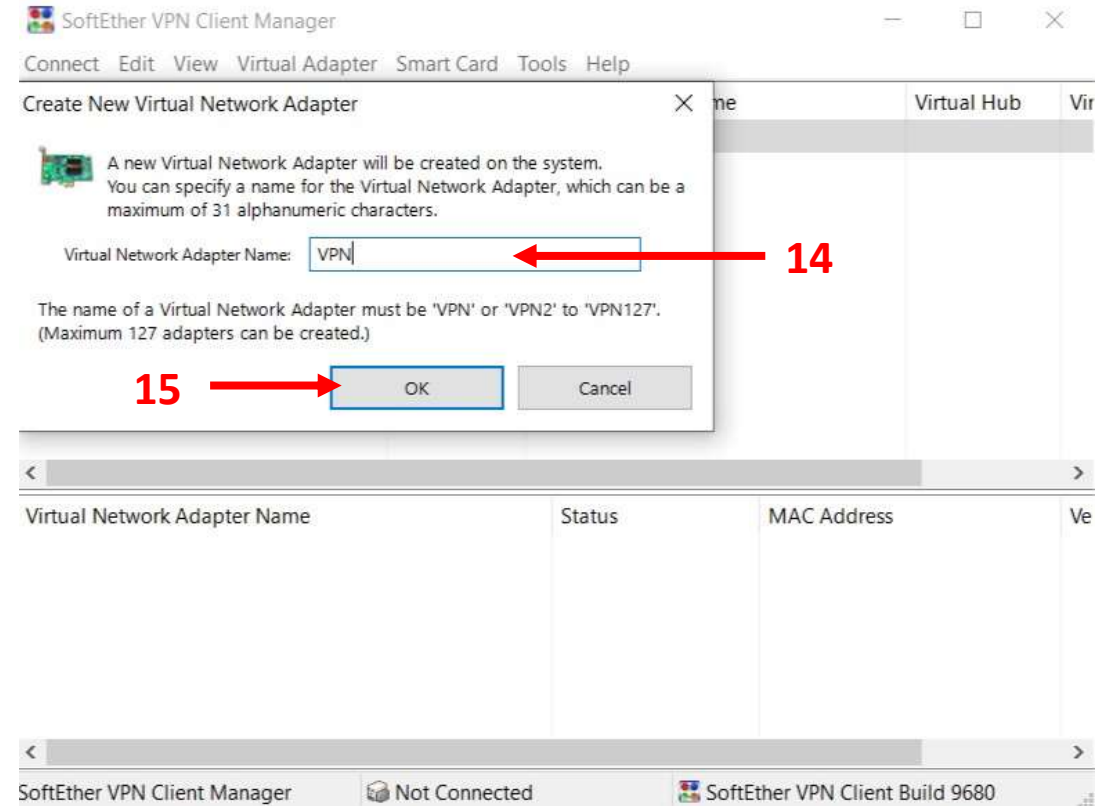 SoftEther VPN Client Manager
Connect Edit View Virtual Adapter Smart Card Tools Help
Create New Virtual Network Adapter
me Virtual Hub Vir
A new Virtual Network Adapter will be created on the system.
You can specify a name for the Virtual Network Adapter, which can be a
maximum of 31 alphanumeric characters.
Virtual Network Adapter Name: VPN
14
The name of a Virtual Network Adapter must be 'VPN' or 'VPN2' to 'VPN127'.
(Maximum 127 adapters can be created.)
15
OK Cancel
Virtual Network Adapter Name Status MAC Address Ve
SoftEther VPN Client Manager Not Connected SoftEther VPN Client Build 9680